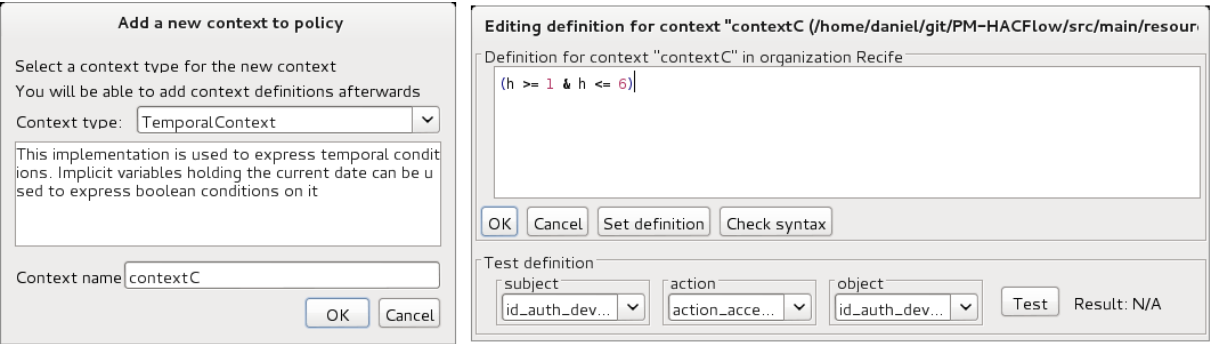 Add a new context to policy
Select a context type for the new context
You will be able to add context definitions afterwards
Context type: TemporalContext
This implementation is used to express temporal condit
ions. Implicit variables holding the current date can be u
sed to express boolean conditions on it
Context name contextC
OK Cancel
Editing definition for context "contextC (/home/daniel/git/PM-HACFlow/src/main/resour
Definition for context "contextC" in organization Recife
(h >= 1 & h <= 6)
OK Cancel Set definition Check syntax
Test definition
subject action object
id_auth_dev... action_acce... id_auth_dev... Test Result: N/A